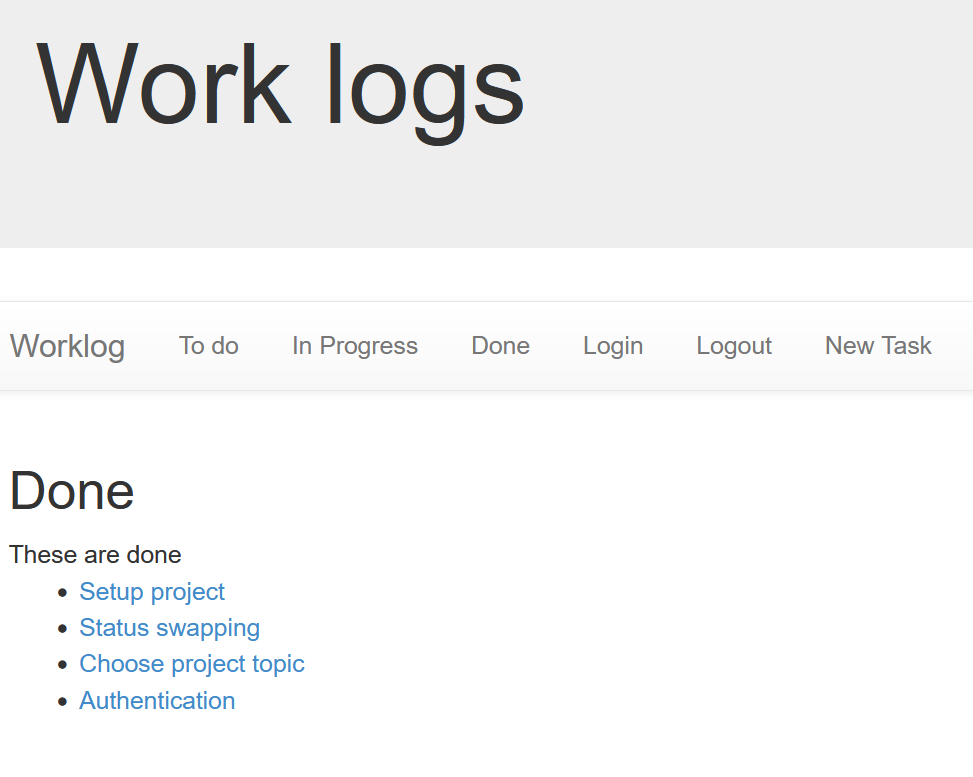 Work logs
Worklog To do In Progress Done Login Logout New Task
Done
These are done
Setup project
Status swapping
Choose project topic
Authentication